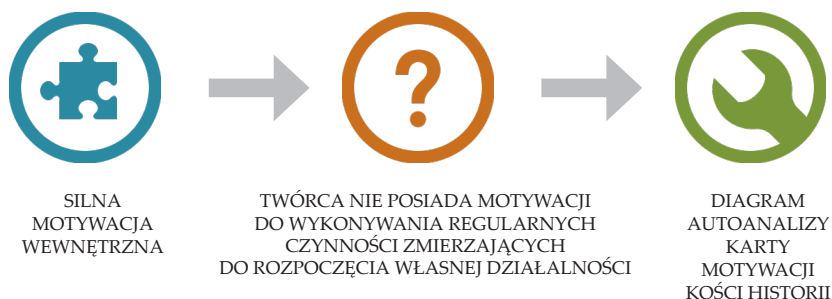 ?
SILNA
MOTYWACJA
WEWNĘTRZNA
TWÓRCA NIE POSIADA MOTYWACJI
DO WYKONYWANIA REGULARNYCH
CZYNNOŚCI ZMIERZAJĄCYCH
DO ROZPOCZĘCIA WŁASNEJ DZIAŁALNOŚCI
DIAGRAM
AUTOANALIZY
KARTY
MOTYWACJI
KOŚCI HISTORII